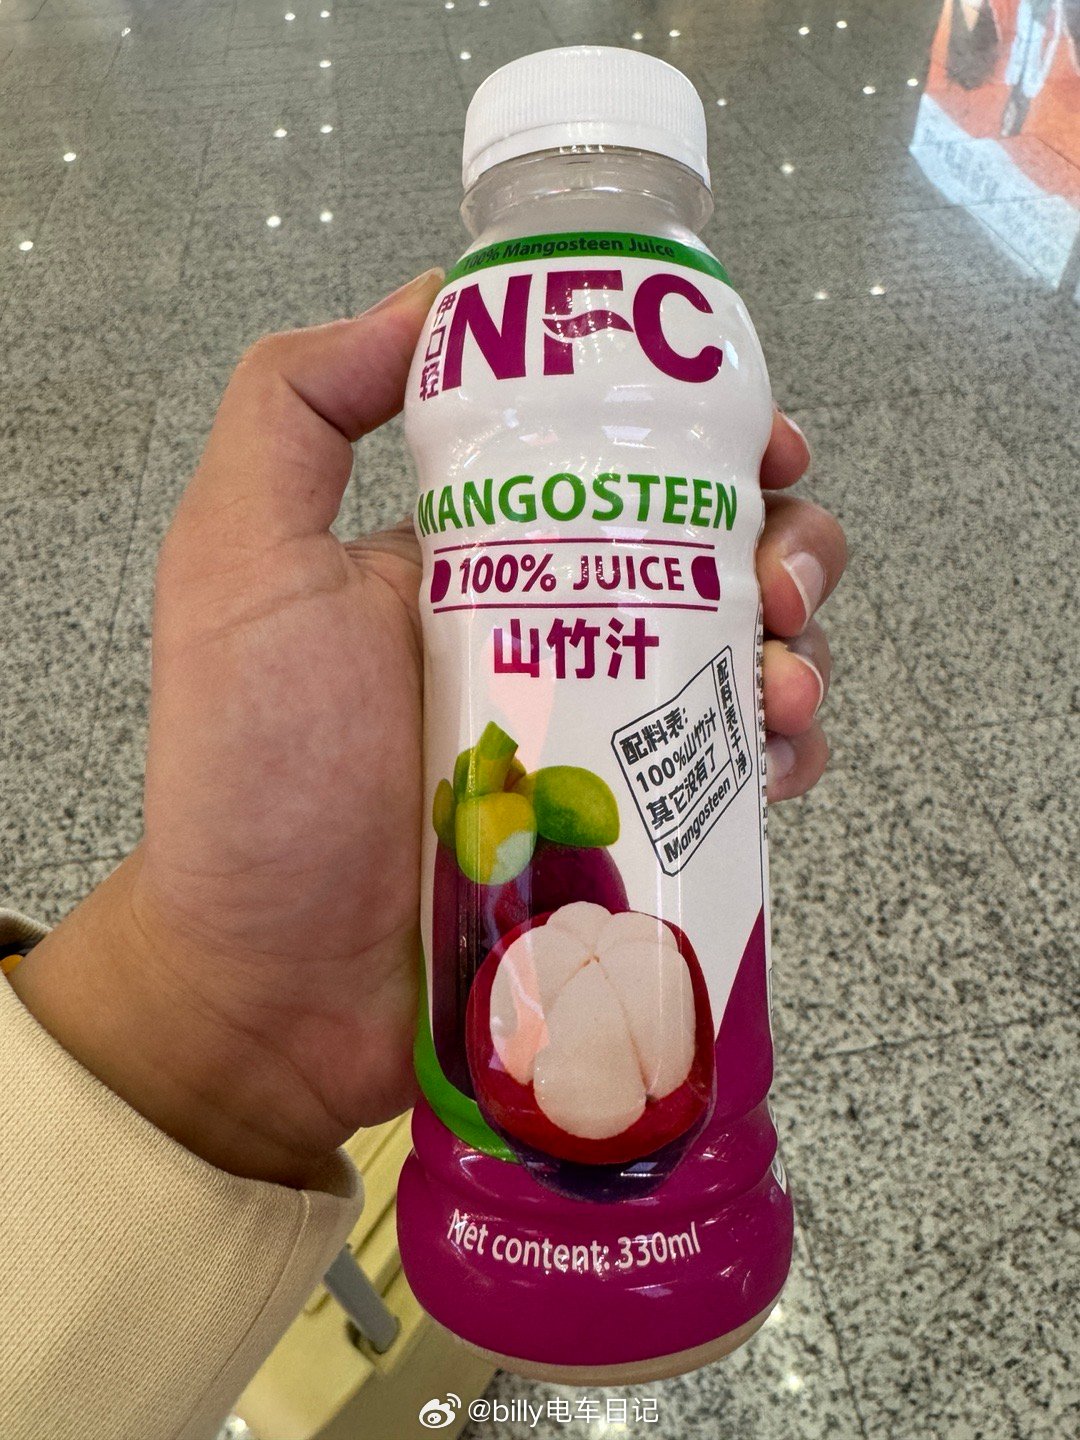 100% Mangosteen Juice
伊口轻
NFC
MANGOSTEEN
100% JUICE
山竹汁
配料表:
100%山竹汁
其它没有了
配料表干净
Mangosteen
Net content: 330ml
@billy电车日记